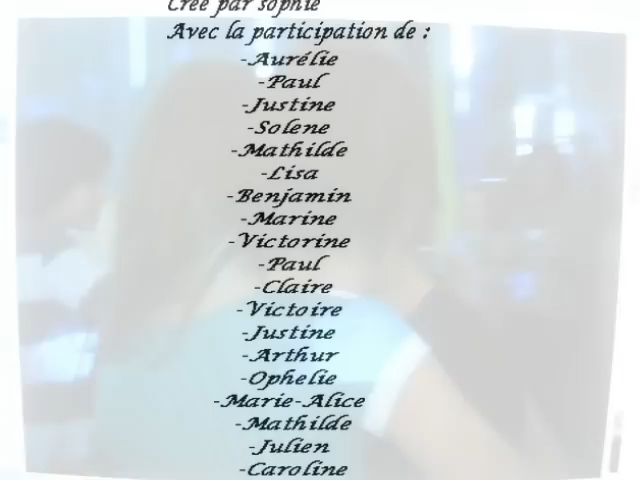 Créé par sophie
Avec la participation de :
-Aurélie
-Paul
-Justine
-Solene
-Mathilde
-Lisa
-Benjamin
-Marine
-Victorine
-Paul
-Claire
-Victoire
-Justine
-Arthur
-Ophelie
-Marie-Alice
-Mathilde
-Julien
-Caroline